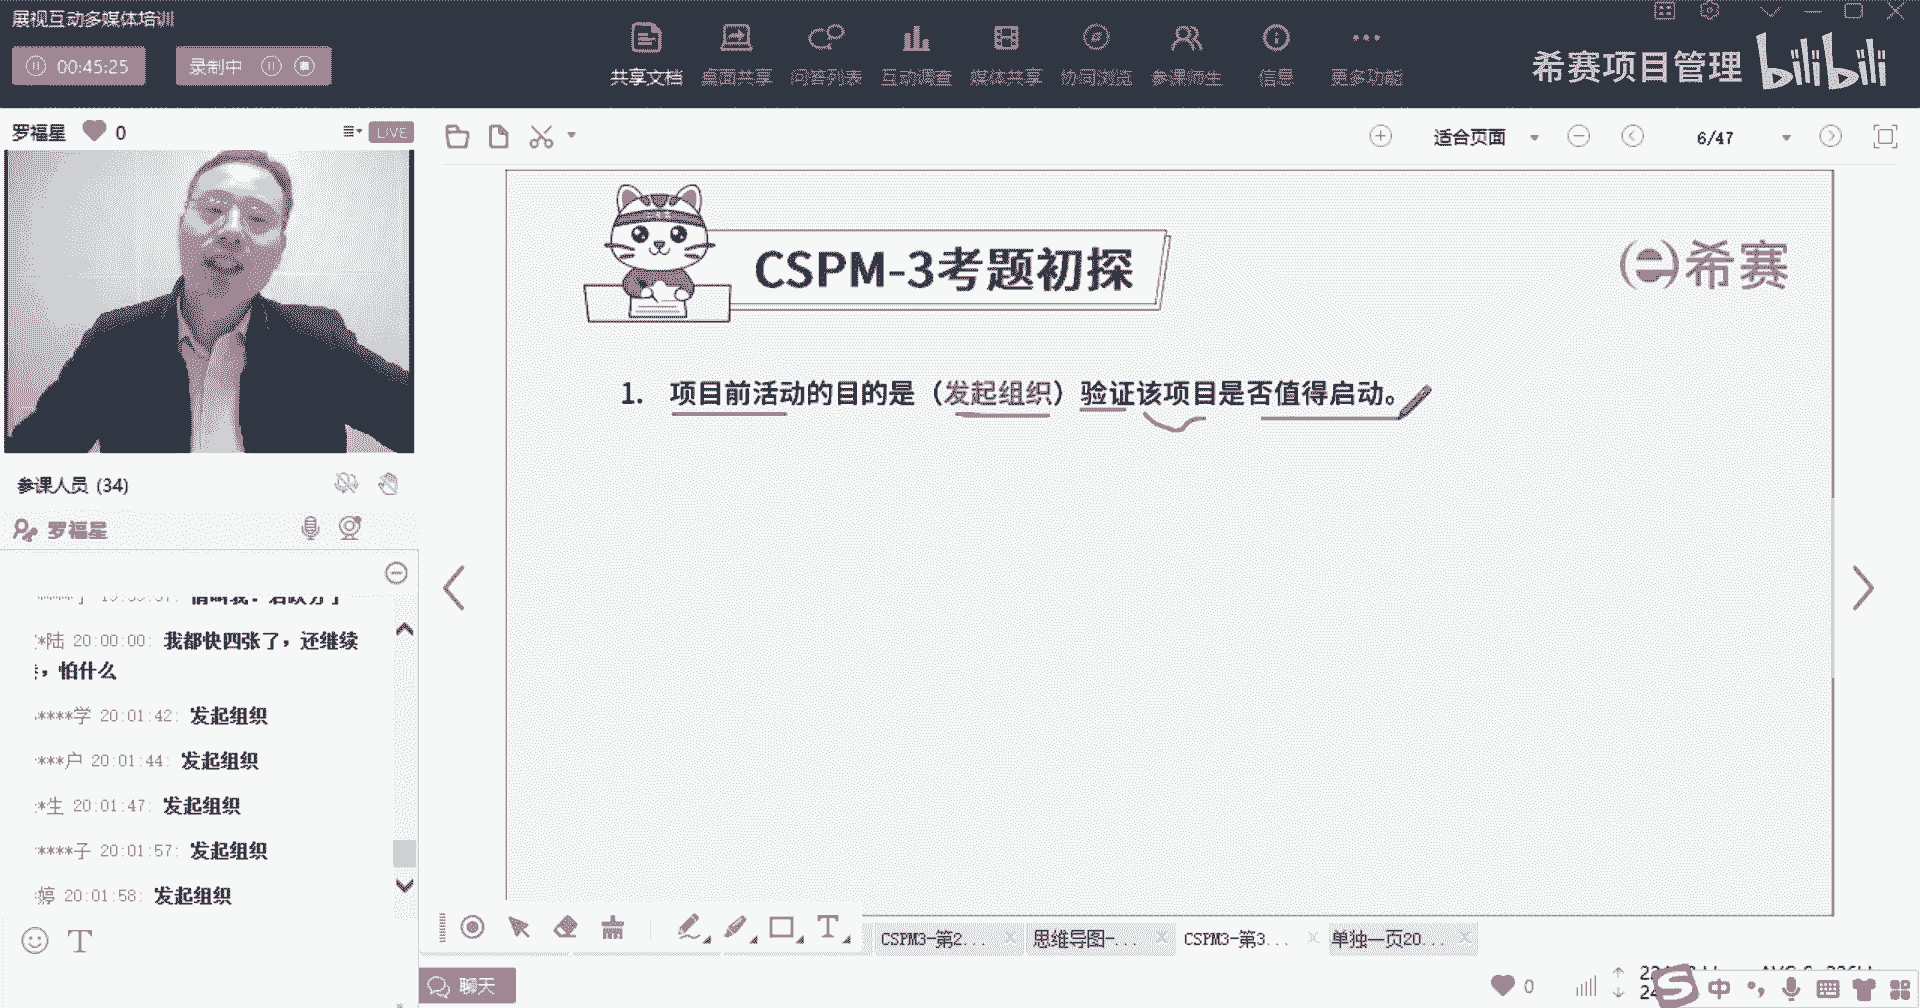 展视互动多媒体培训
00:45:25 录制中
共享文档 桌面共享 问答列表 互动调查 媒体共享 协同浏览 参课师生 信息 更多功能
希赛项目管理 bilibili
罗福星 0 LIVE
适合页面 6/47
CSPM-3考题初探
希赛
1. 项目前活动的目的是（发起组织）验证该项目是否值得启动。
参课人员 (34)
罗福星
*陆 20:00:00: 我都快四张了，还继续
，怕什么
****学 20:01:42: 发起组织
***户 20:01:44: 发起组织
*生 20:01:47: 发起组织
****子 20:01:57: 发起组织
婷 20:01:58: 发起组织
T
CSPM3-第2... 思维导图-... CSPM3-第3... 单独一页20...
聊天
0
中